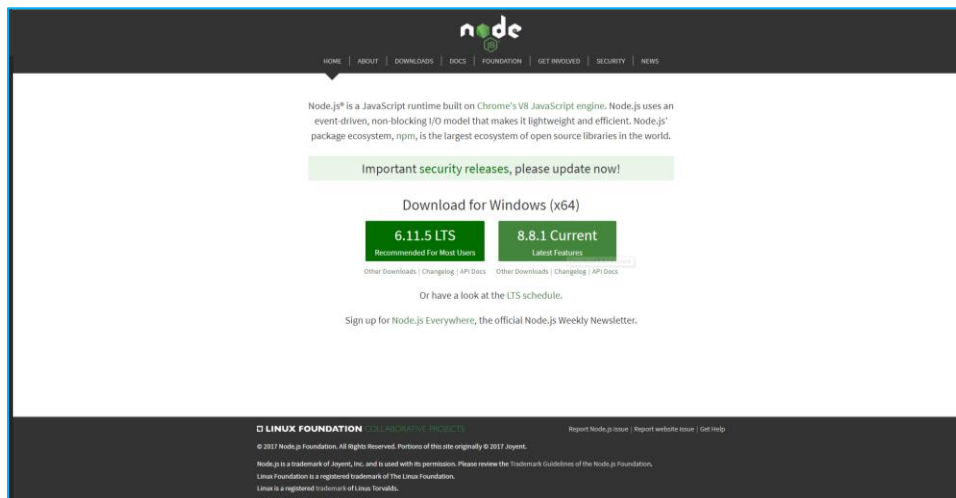 node
JS
HOME | ABOUT | DOWNLOADS | DOCS | FOUNDATION | GET INVOLVED | SECURITY | NEWS
Node.js® is a JavaScript runtime built on Chrome's V8 JavaScript engine. Node.js uses an
event-driven, non-blocking I/O model that makes it lightweight and efficient. Node.js'
package ecosystem, npm, is the largest ecosystem of open source libraries in the world.
Important security releases, please update now!
Download for Windows (x64)
6.11.5 LTS
Recommended For Most Users
8.8.1 Current
Latest Features
Other Downloads | Changelog | API Docs
Other Downloads | Changelog | API Docs
Or have a look at the LTS schedule.
Sign up for Node.js Everywhere, the official Node.js Weekly Newsletter.
LINUX FOUNDATION COLLABORATIVE PROJECTS
Report Node.js issue | Report website issue | Get Help
© 2017 Node.js Foundation. All Rights Reserved. Portions of this site originally © 2017 Joyent.
Node.js is a trademark of Joyent, Inc. and is used with its permission. Please review the Trademark Guidelines of the Node.js Foundation.
Linux Foundation is a registered trademark of The Linux Foundation.
Linux is a registered trademark of Linus Torvalds.